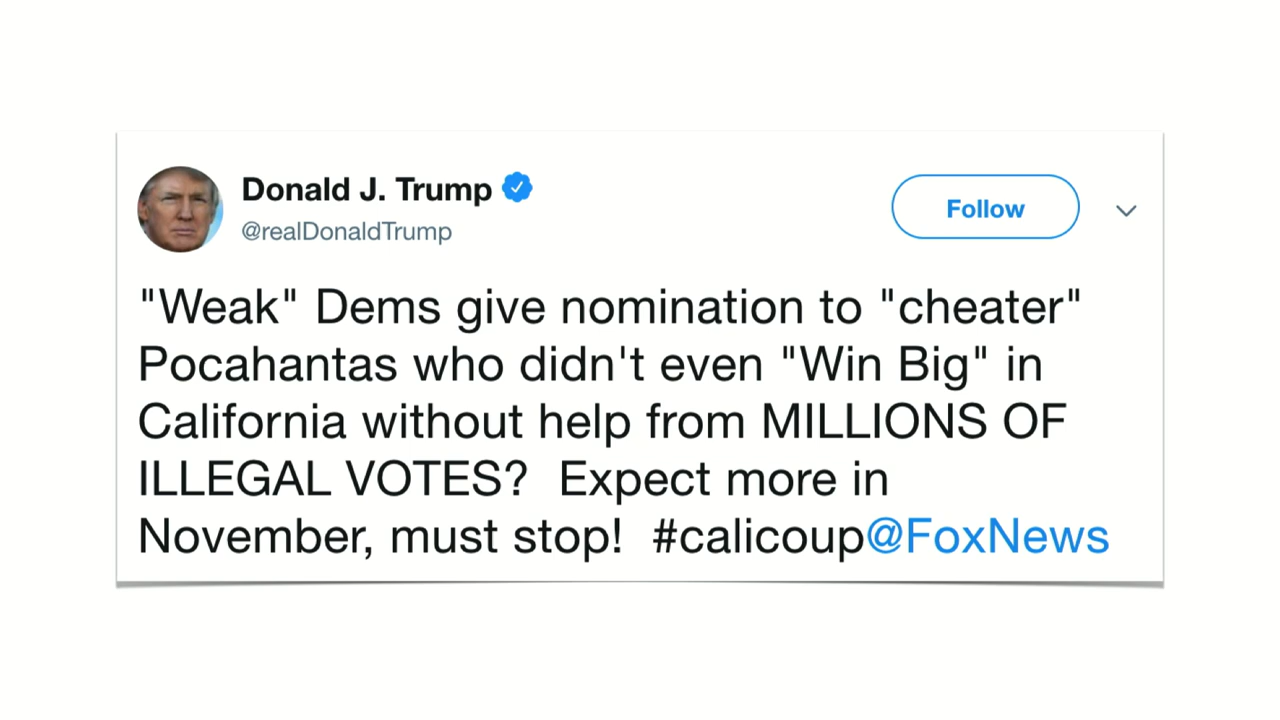 Donald J. Trump
@realDonaldTrump
Follow
"Weak" Dems give nomination to "cheater"
Pocahantas who didn't even "Win Big" in
California without help from MILLIONS OF
ILLEGAL VOTES?  Expect more in
November, must stop!  #calicoup@FoxNews